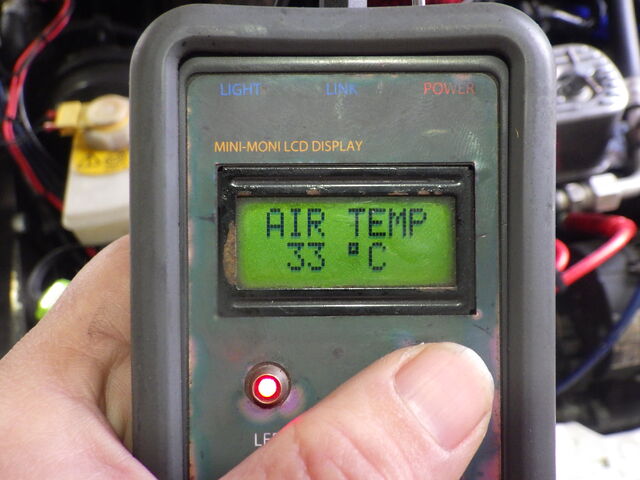 LIGHT LINK POWER
MINI-MONI LCD DISPLAY
AIR TEMP
33 °C